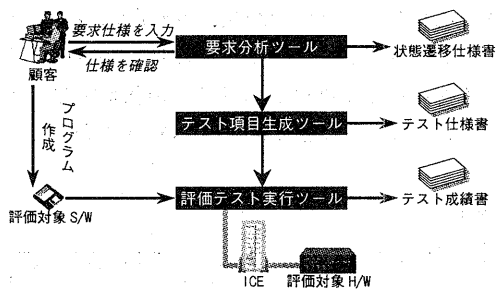 要求仕様を入力
仕様を確認
顧客
要求分析ツール
状態遷移仕様書
テスト項目生成ツール
テスト仕様書
プログラム
作成
評価対象 S/W
評価テスト実行ツール
テスト成績書
ICE
評価対象 H/W